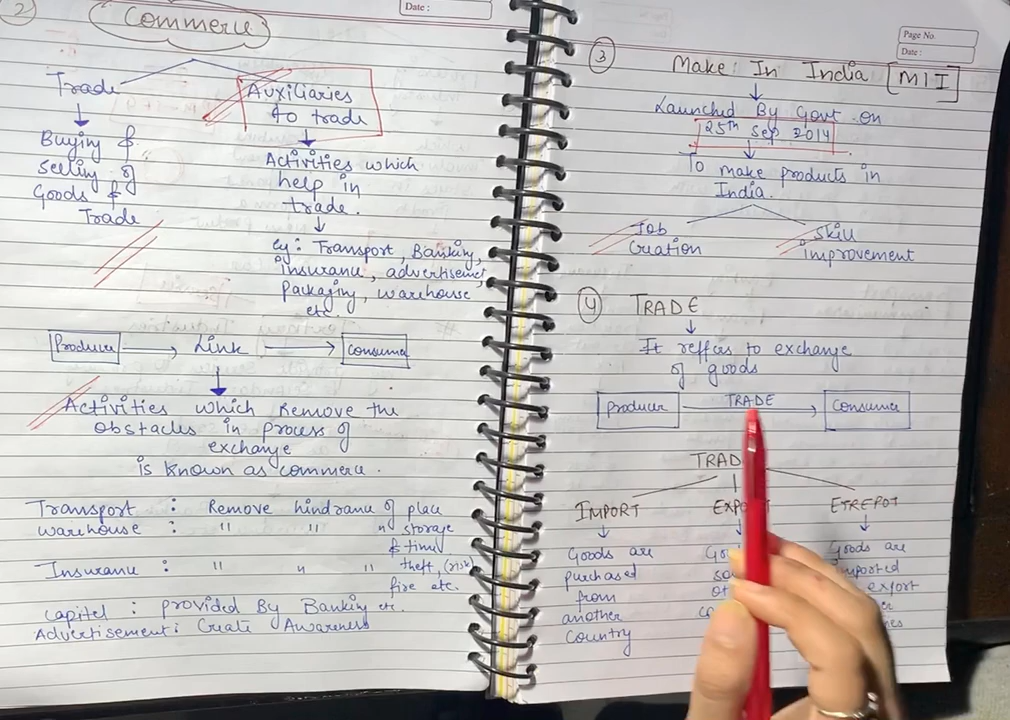 2
Commerce
Date :
Trade
Auxiliaries
to trade
Buying &
Selling of
Goods &
Trade
Activities which
help in
trade.
eg: Transport, Banking,
insurance, advertisemet
Packaging, warehouse
etc.
Producer
Link
Consumer
Activities which Remove the
Obstacles in process of
exchange
is known as commerce.
Transport : Remove hindrance of place
warehouse : " " " storage
& time
Insurance : " " " theft, (risk)
fire etc.
capitel : provided By Banking etc.
Advertisement : Create Awareness
Page No.
Date :
3
Make In India [MII]
Launched By Govt on
25th Sep 2014
To make products in
India.
Job
Creation
Skill
improvement
4
TRADE
It reffers to exchange
of goods
Producer
TRADE
Consumer
TRAD
IMPORT
EXPO
ETREPOT
Goods are
purchased
from
another
Country
Goods are
imported
export